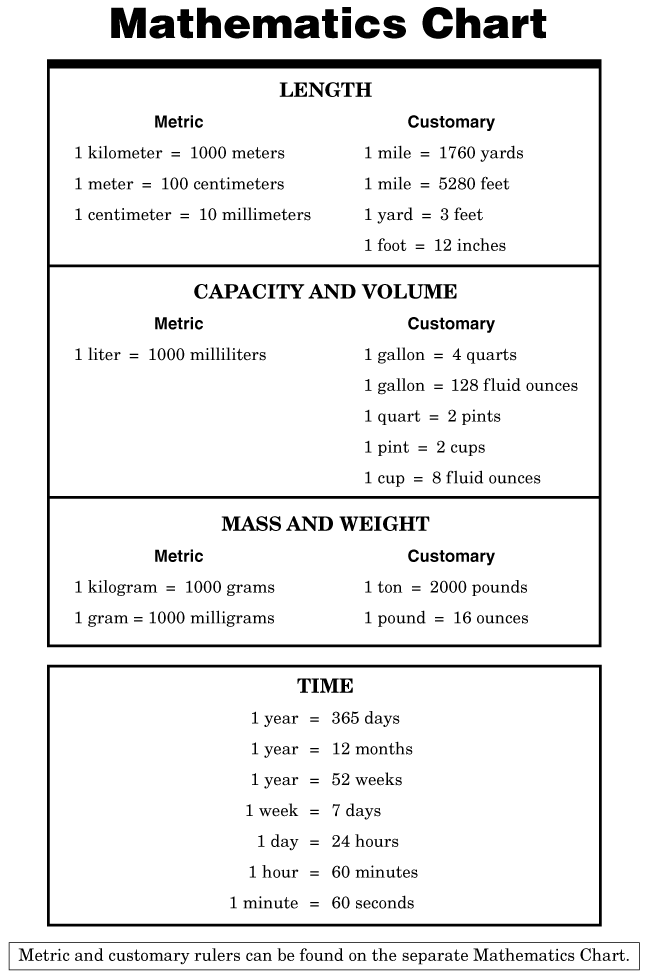 Mathematics Chart
LENGTH
Metric
1 kilometer = 1000 meters
1 meter = 100 centimeters
1 centimeter = 10 millimeters
Customary
1 mile = 1760 yards
1 mile = 5280 feet
1 yard = 3 feet
1 foot = 12 inches
CAPACITY AND VOLUME
Metric
1 liter = 1000 milliliters
Customary
1 gallon = 4 quarts
1 gallon = 128 fluid ounces
1 quart = 2 pints
1 pint = 2 cups
1 cup = 8 fluid ounces
MASS AND WEIGHT
Metric
1 kilogram = 1000 grams
1 gram = 1000 milligrams
Customary
1 ton = 2000 pounds
1 pound = 16 ounces
TIME
1 year = 365 days
1 year = 12 months
1 year = 52 weeks
1 week = 7 days
1 day = 24 hours
1 hour = 60 minutes
1 minute = 60 seconds
Metric and customary rulers can be found on the separate Mathematics Chart.